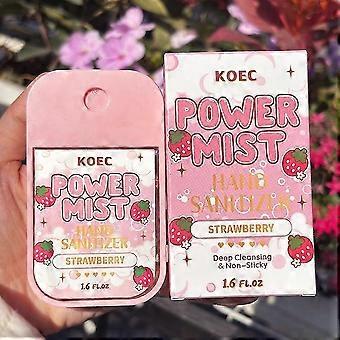 KOEC
POWER
MIST
HAND
SANITIZER
STRAWBERRY
1.6 FL.OZ
KOEC
POWER
MIST
HAND
SANITIZER
STRAWBERRY
Deep Cleansing
& Non-Sticky
1.6 FL.OZ